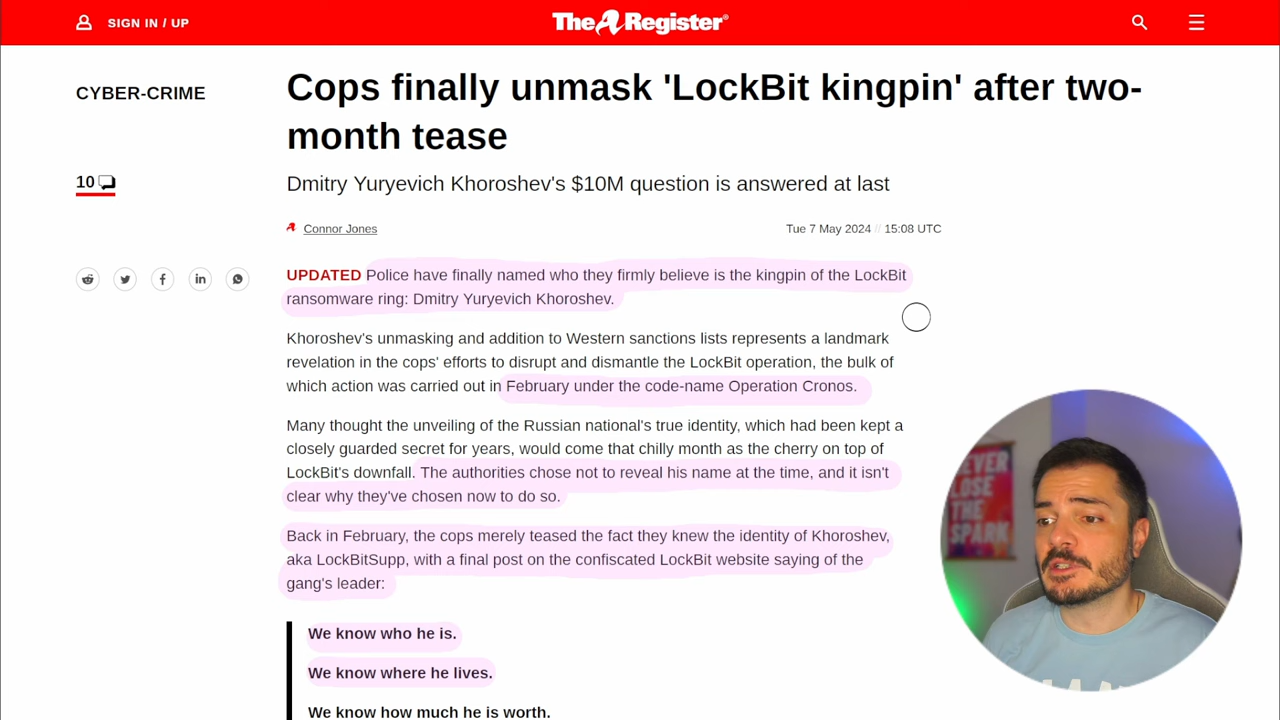 SIGN IN / UP
The Register®
CYBER-CRIME
Cops finally unmask 'LockBit kingpin' after two-
month tease
10
Dmitry Yuryevich Khoroshev's $10M question is answered at last
Connor Jones
Tue 7 May 2024 // 15:08 UTC
UPDATED Police have finally named who they firmly believe is the kingpin of the LockBit
ransomware ring: Dmitry Yuryevich Khoroshev.
Khoroshev's unmasking and addition to Western sanctions lists represents a landmark
revelation in the cops' efforts to disrupt and dismantle the LockBit operation, the bulk of
which action was carried out in February under the code-name Operation Cronos.
Many thought the unveiling of the Russian national's true identity, which had been kept a
closely guarded secret for years, would come that chilly month as the cherry on top of
LockBit's downfall. The authorities chose not to reveal his name at the time, and it isn't
clear why they've chosen now to do so.
Back in February, the cops merely teased the fact they knew the identity of Khoroshev,
aka LockBitSupp, with a final post on the confiscated LockBit website saying of the
gang's leader:
We know who he is.
We know where he lives.
We know how much he is worth.
LOSE
THE
SPARK